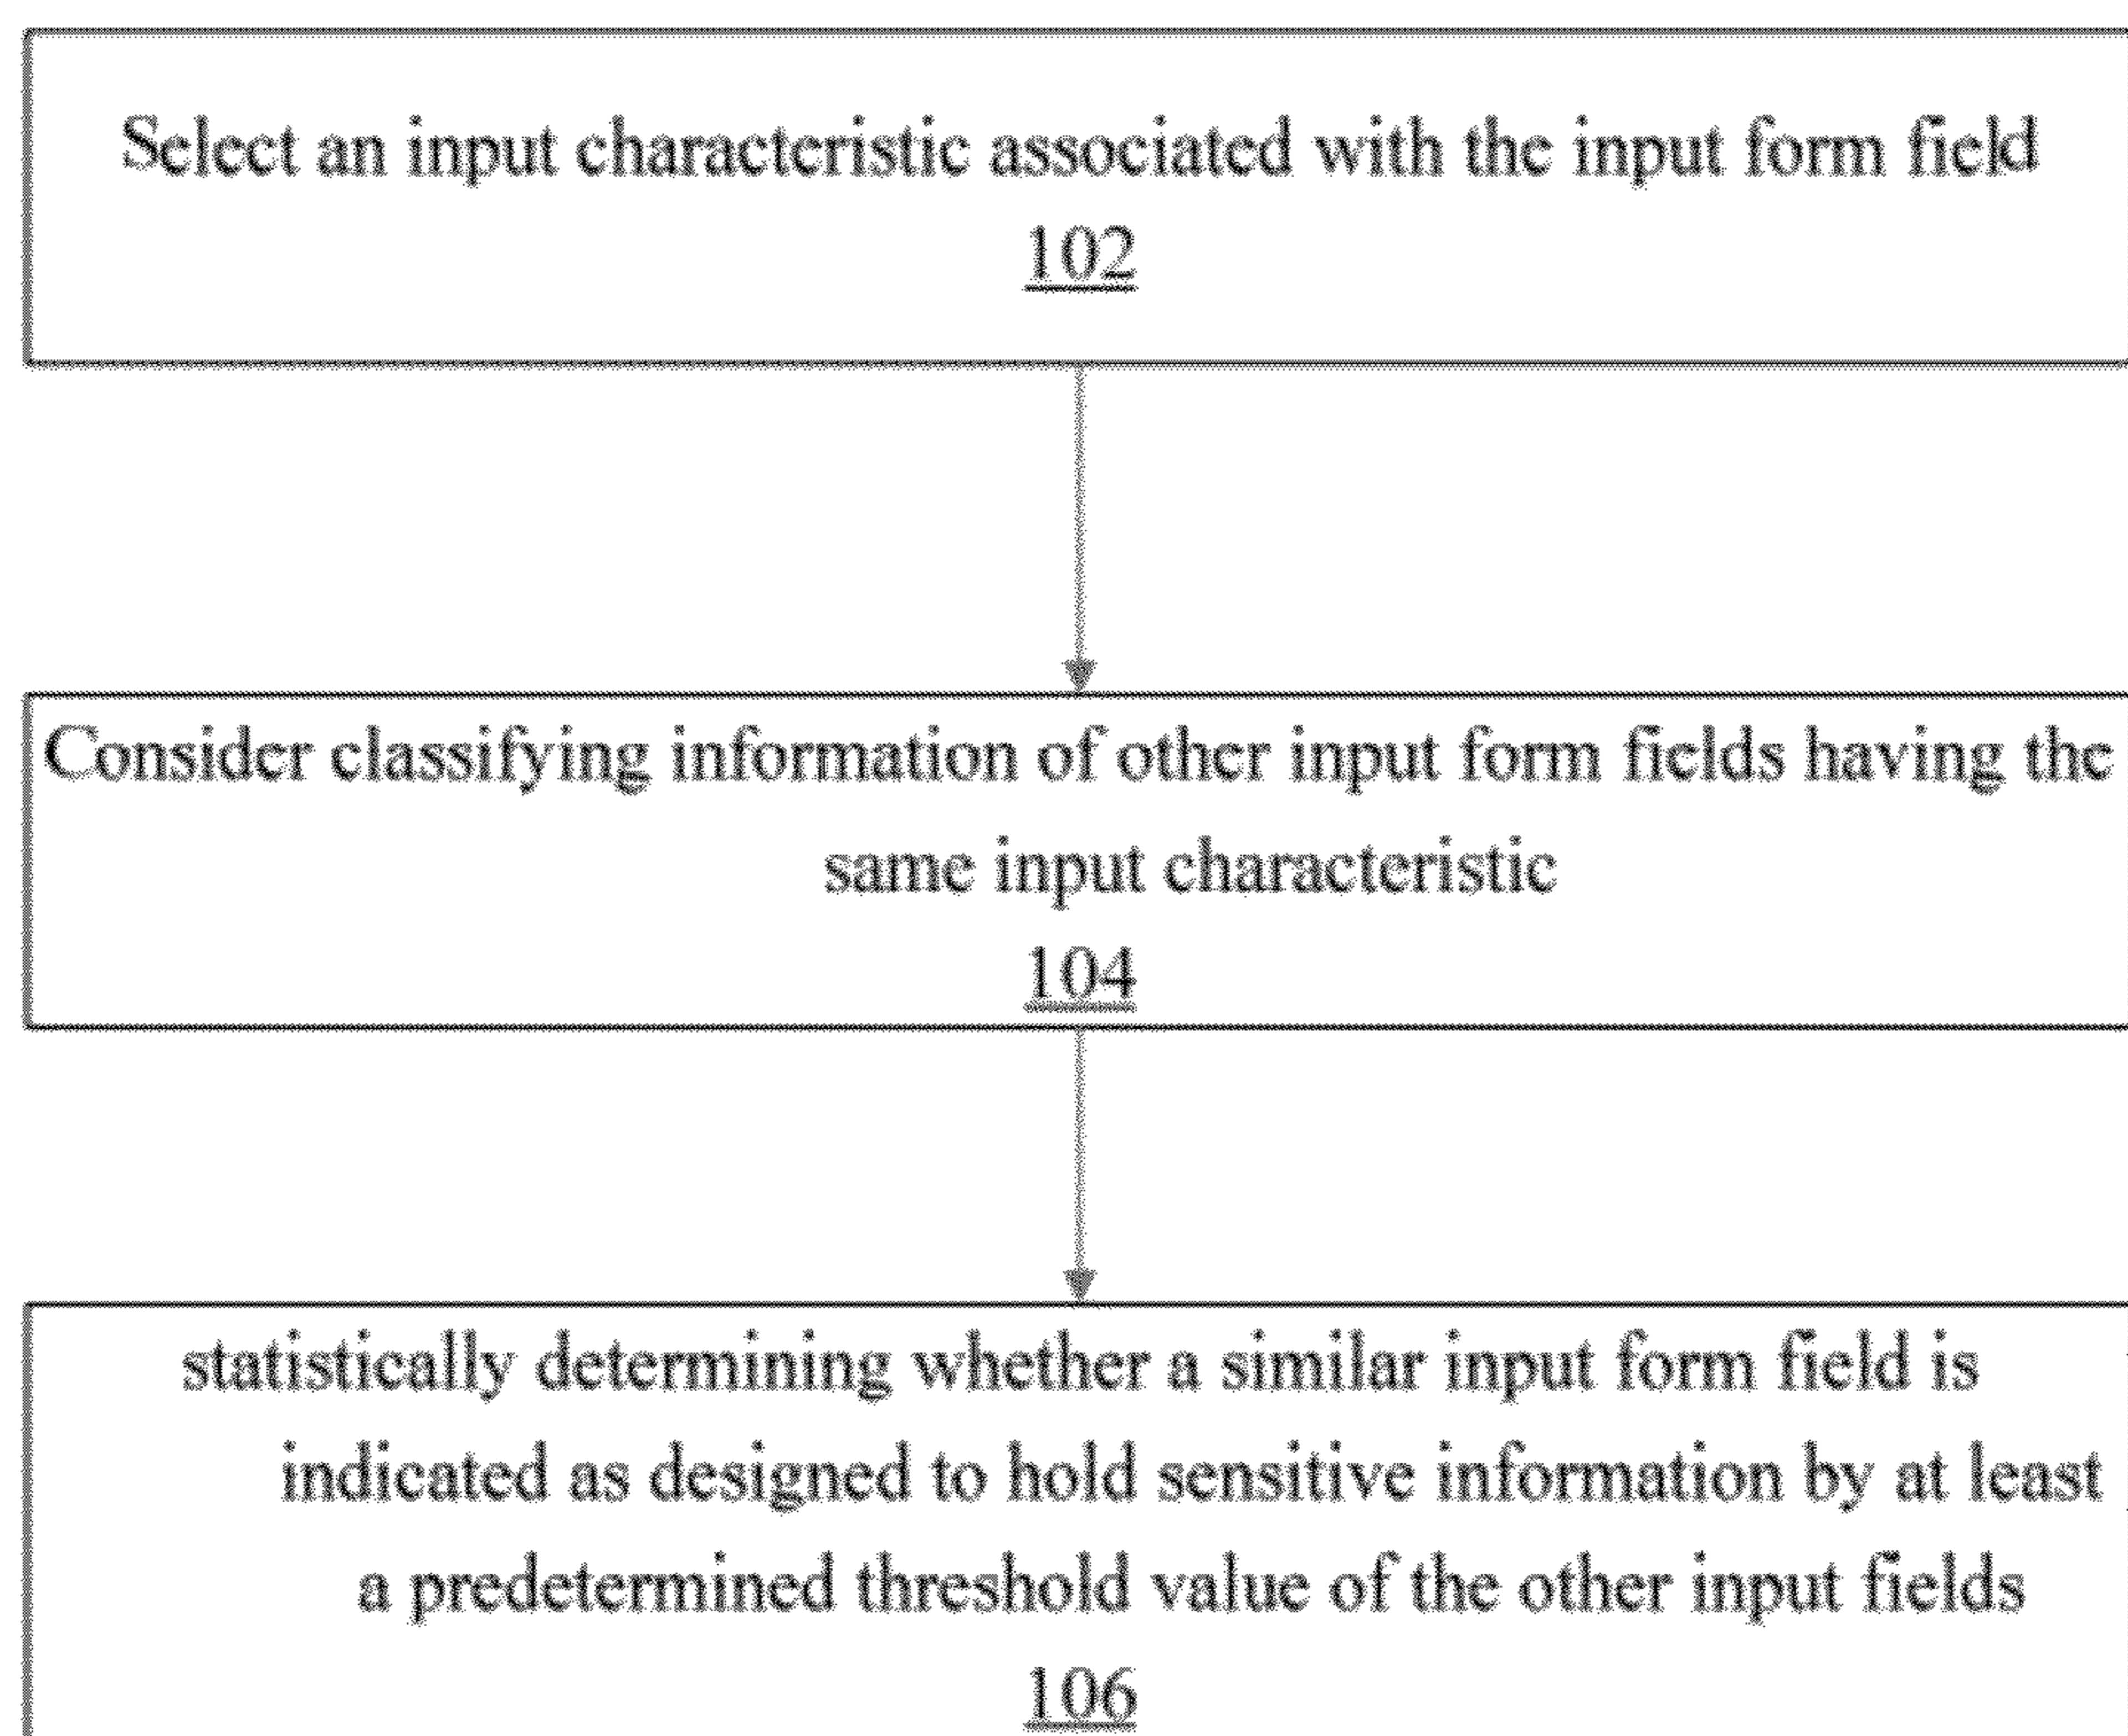 Select an input characteristic associated with the input form field
102
Consider classifying information of other input form fields having the
same input characteristic
104
statistically determining whether a similar input form field is
indicated as designed to hold sensitive information by at least
a predetermined threshold value of the other input fields
106